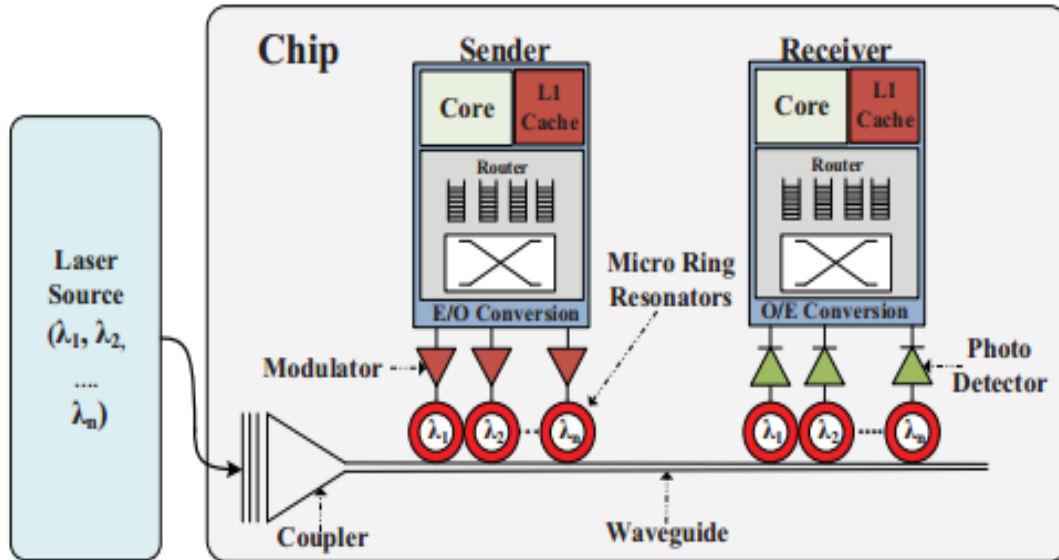 Chip
Sender
Receiver
Core
L1
Cache
Core
L1
Cache
Router
Router
Laser
Source
(λ1, λ2,
....
λn)
Micro Ring
Resonators
E/O Conversion
O/E Conversion
Modulator
Photo
Detector
λ1
λ2
λn
λ1
λ2
λn
Coupler
Waveguide